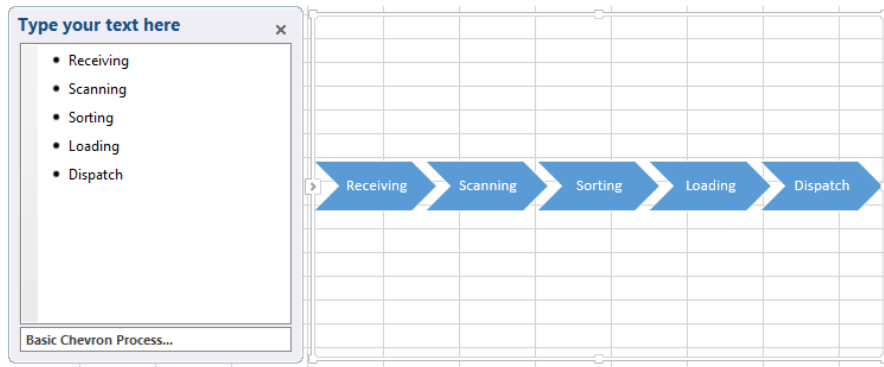 Type your text here
Receiving
Scanning
Sorting
Loading
Dispatch
Basic Chevron Process...
Receiving Scanning Sorting Loading Dispatch